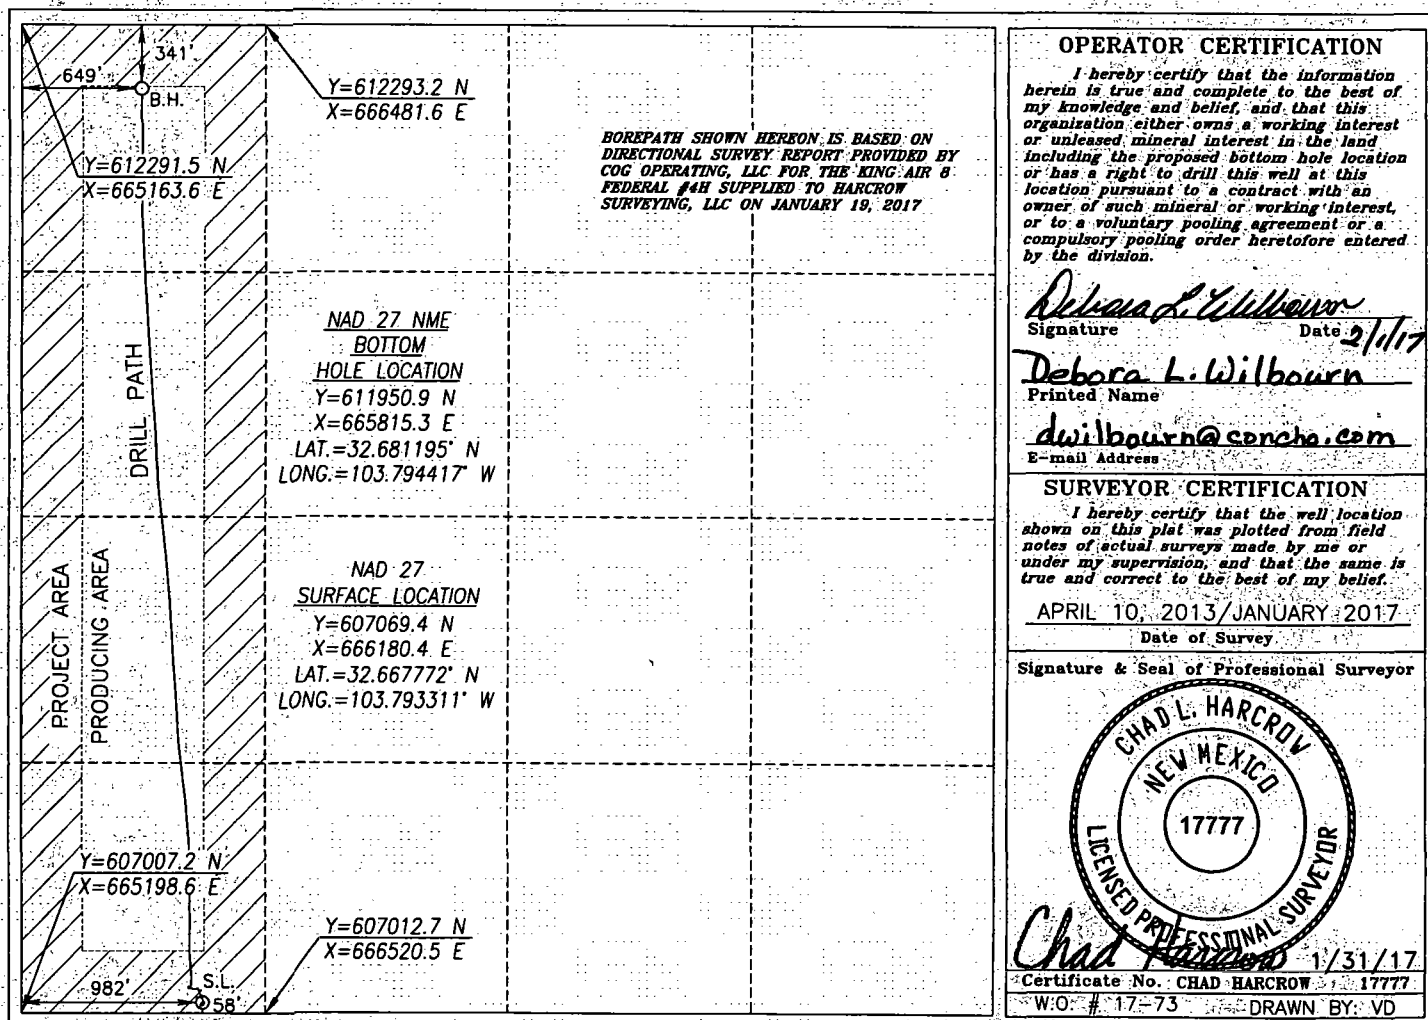 341'
649'
B.H.
Y=612293.2 N
X=666481.6 E
Y=612291.5 N
X=665163.6 E
BOREPATH SHOWN HEREON IS BASED ON
DIRECTIONAL SURVEY REPORT PROVIDED BY
COG OPERATING, LLC FOR THE KING AIR 8
FEDERAL #4H SUPPLIED TO HARCROW
SURVEYING, LLC ON JANUARY 19, 2017
DRILL PATH
NAD 27 NME
BOTTOM
HOLE LOCATION
Y=611950.9 N
X=665815.3 E
LAT.=32.681195° N
LONG.=103.794417° W
PROJECT AREA
PRODUCING AREA
NAD 27
SURFACE LOCATION
Y=607069.4 N
X=666180.4 E
LAT.=32.667772° N
LONG.=103.793311° W
Y=607007.2 N
X=665198.6 E
Y=607012.7 N
X=666520.5 E
982'
S.L.
58'
OPERATOR CERTIFICATION
I hereby certify that the information
herein is true and complete to the best of
my knowledge and belief, and that this
organization either owns a working interest
or unleased mineral interest in the land
including the proposed bottom hole location
or has a right to drill this well at this
location pursuant to a contract with an
owner of such mineral or working interest,
or to a voluntary pooling agreement or a
compulsory pooling order heretofore entered
by the division.
Debora L. Wilbourn
Signature Date 2/1/17
Debora L. Wilbourn
Printed Name
dwilbourn@concho.com
E-mail Address
SURVEYOR CERTIFICATION
I hereby certify that the well location
shown on this plat was plotted from field
notes of actual surveys made by me or
under my supervision, and that the same is
true and correct to the best of my belief.
APRIL 10, 2013/JANUARY 2017
Date of Survey
Signature & Seal of Professional Surveyor
CHAD L. HARCROW
NEW MEXICO
17777
LICENSED PROFESSIONAL SURVEYOR
Chad Harcrow 1/31/17
Certificate No. CHAD HARCROW 17777
W.O. # 17-73 DRAWN BY: VD